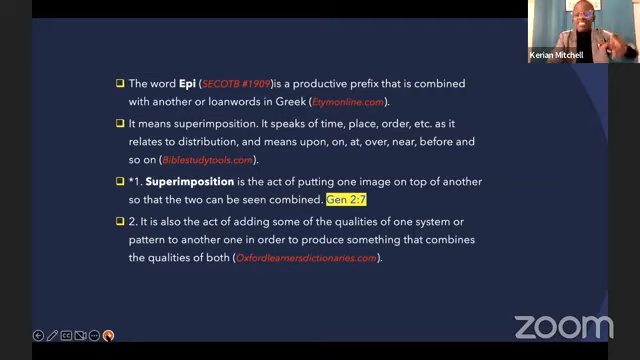 Kerian Mitchell
The word Epi (SECOTB #1909)is a productive prefix that is combined
with another or loanwords in Greek (Etymonline.com).
It means superimposition. It speaks of time, place, order, etc. as it
relates to distribution, and means upon, on, at, over, near, before and
so on (Biblestudytools.com).
*1. Superimposition is the act of putting one image on top of another
so that the two can be seen combined. Gen 2:7
2. It is also the act of adding some of the qualities of one system or
pattern to another one in order to produce something that combines
the qualities of both (Oxfordlearnersdictionaries.com).
CC
zoom